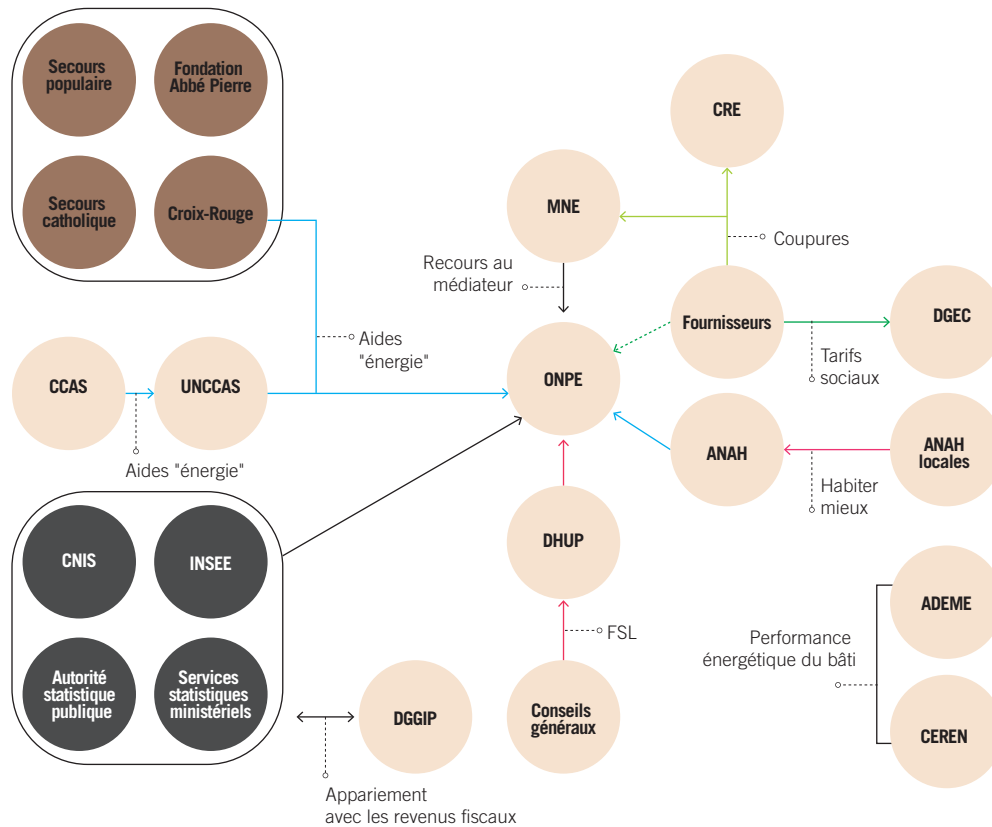 Secours
populaire
Fondation
Abbé Pierre
Secours
catholique
Croix-Rouge
CRE
MNE
Coupures
Recours au
médiateur
Fournisseurs
DGEC
Tarifs
sociaux
Aides
"énergie"
ONPE
CCAS
UNCCAS
Aides "énergie"
ANAH
ANAH
locales
Habiter
mieux
CNIS
INSEE
Autorité
statistique
publique
Services
statistiques
ministériels
DHUP
FSL
Conseils
généraux
DGGIP
Appariement
avec les revenus fiscaux
ADEME
Performance
énergétique du bâti
CEREN